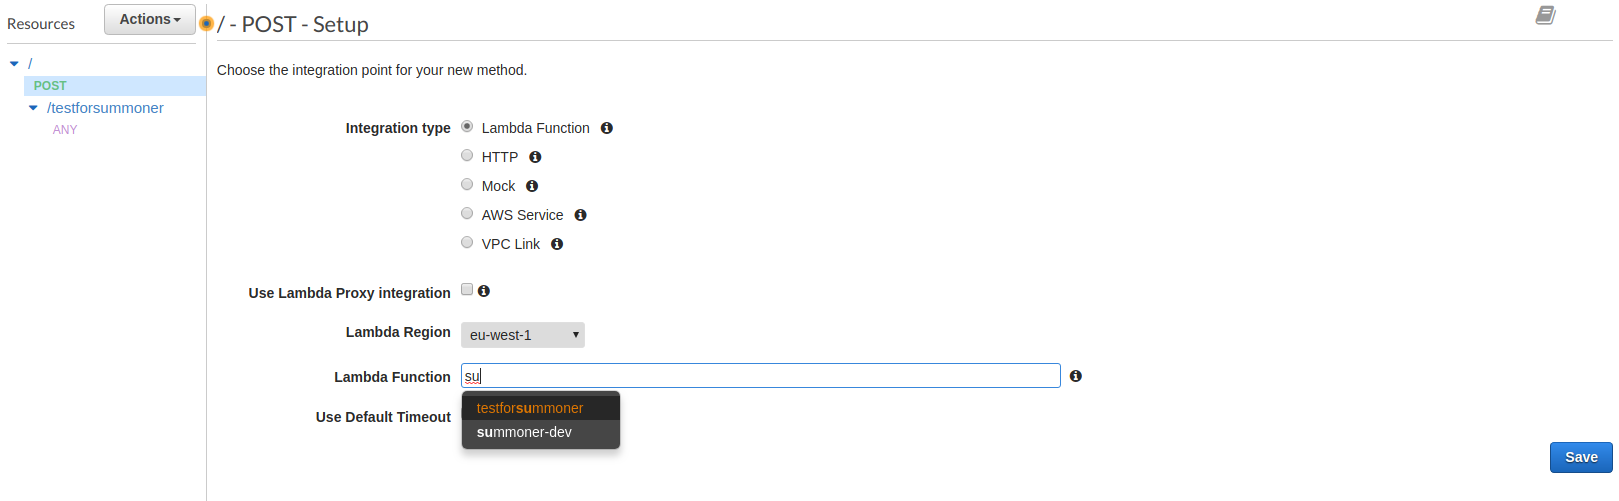 Resources
Actions
/ - POST - Setup
/
POST
/testforsummoner
ANY
Choose the integration point for your new method.
Integration type
Lambda Function
HTTP
Mock
AWS Service
VPC Link
Use Lambda Proxy integration
Lambda Region
eu-west-1
Lambda Function
su
testforsummoner
summoner-dev
Use Default Timeout
Save